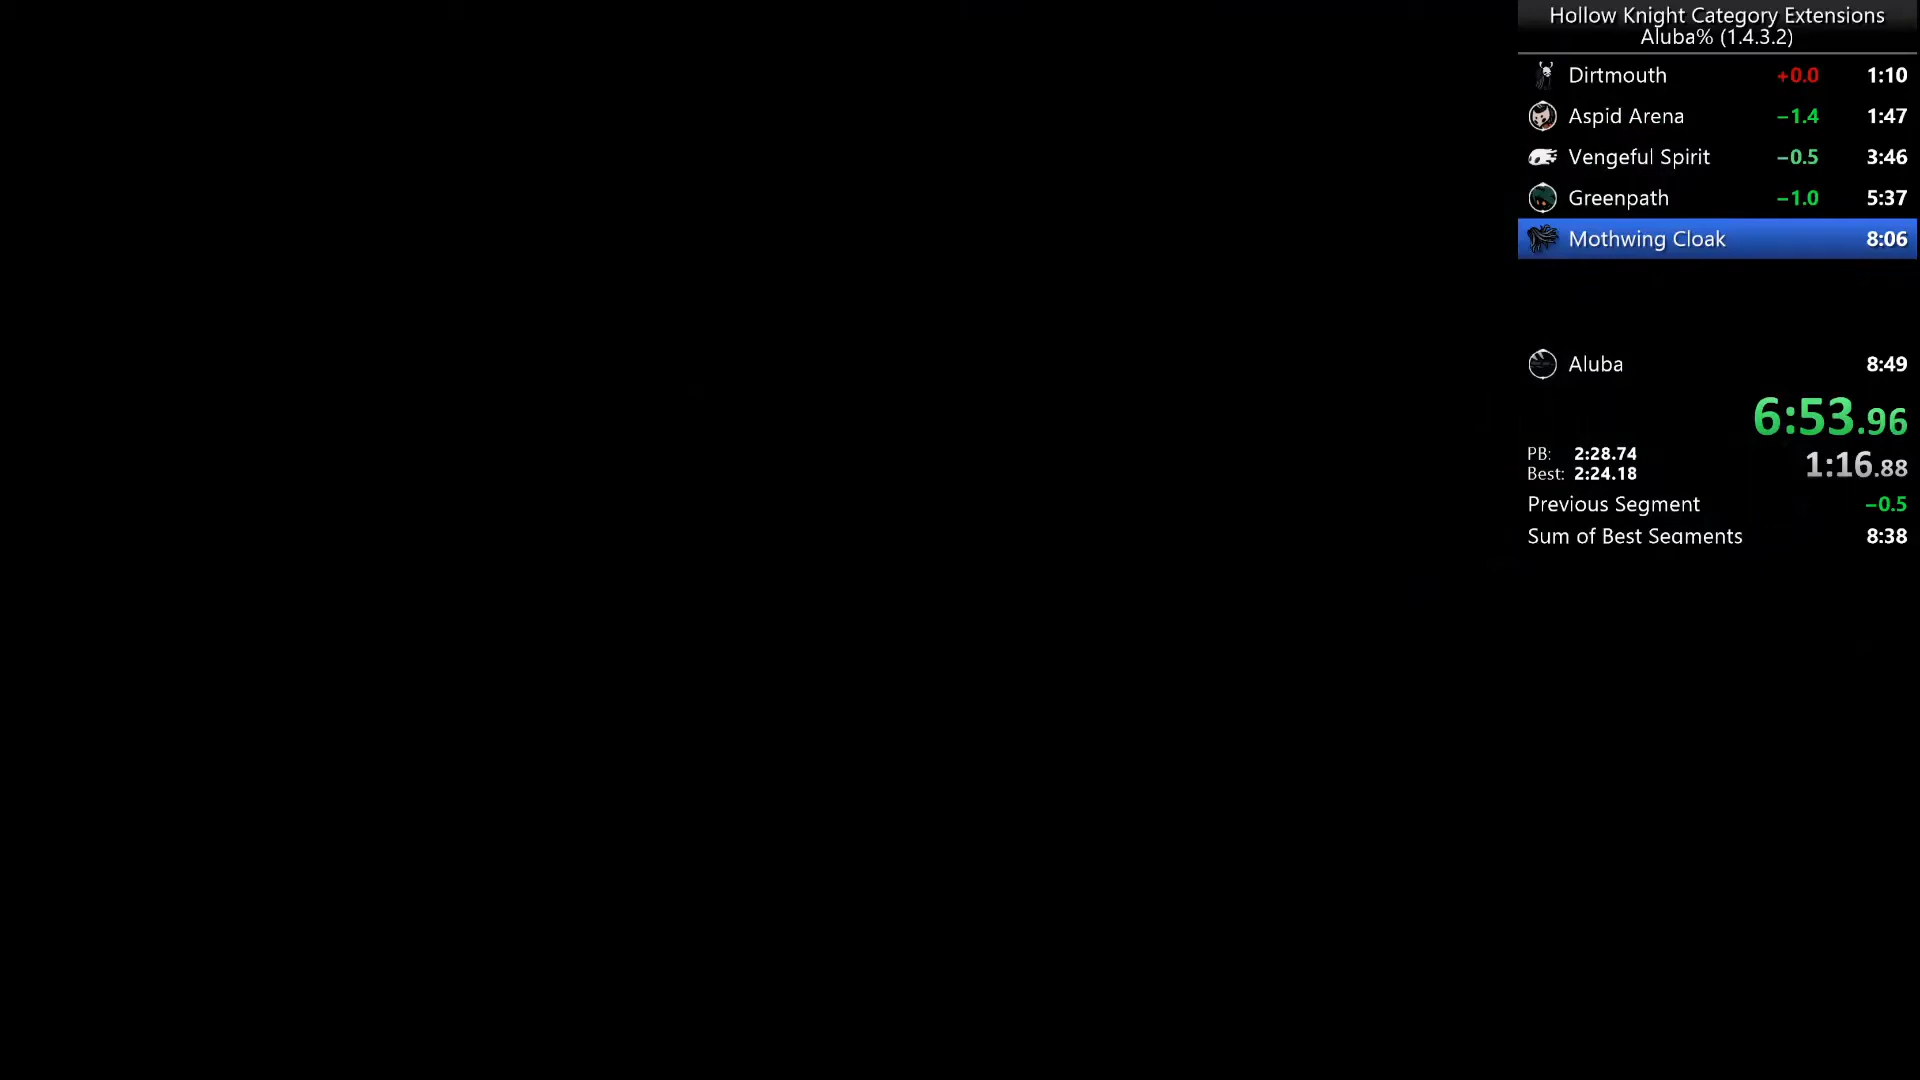 Hollow Knight Category Extensions
Aluba% (1.4.3.2)
Dirtmouth +0.0 1:10
Aspid Arena −1.4 1:47
Vengeful Spirit −0.5 3:46
Greenpath −1.0 5:37
Mothwing Cloak 8:06
Aluba 8:49
6:53.96
PB: 2:28.74
Best: 2:24.18
1:16.88
Previous Segment −0.5
Sum of Best Segments 8:38